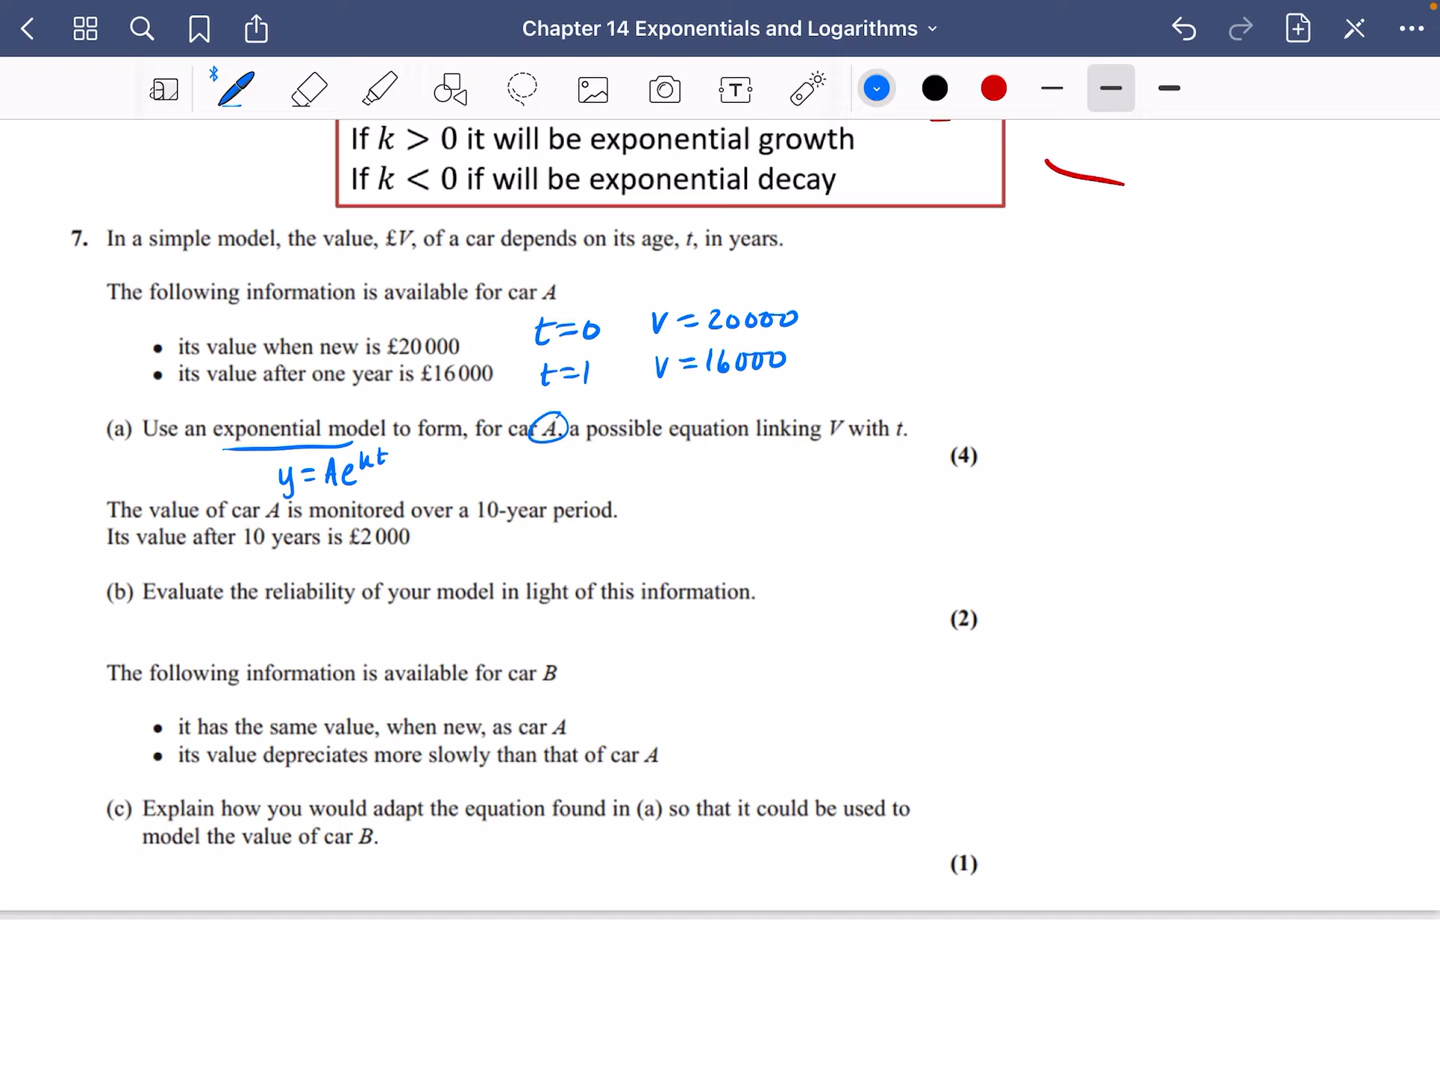 Chapter 14 Exponentials and Logarithms
If k > 0 it will be exponential growth
If k < 0 if will be exponential decay
7. In a simple model, the value, £V, of a car depends on its age, t, in years.
The following information is available for car A
• its value when new is £20 000 t=0 V = 20000
• its value after one year is £16 000 t=1 V = 16000
(a) Use an exponential model to form, for car A, a possible equation linking V with t.
(4)
y = Ae^kt
The value of car A is monitored over a 10-year period.
Its value after 10 years is £2 000
(b) Evaluate the reliability of your model in light of this information.
(2)
The following information is available for car B
• it has the same value, when new, as car A
• its value depreciates more slowly than that of car A
(c) Explain how you would adapt the equation found in (a) so that it could be used to
model the value of car B.
(1)